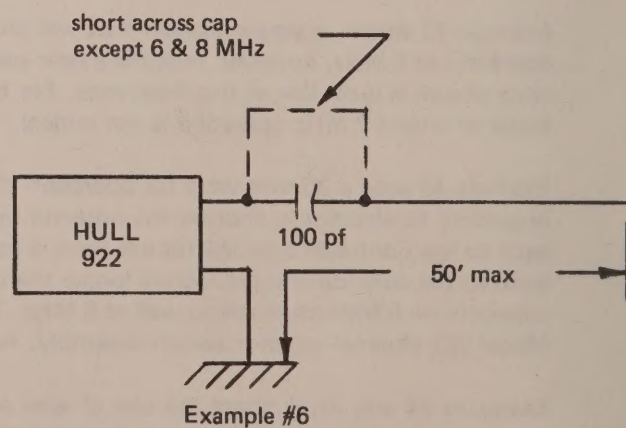 short across cap
except 6 & 8 MHz
HULL
922
100 pf
50' max
Example #6